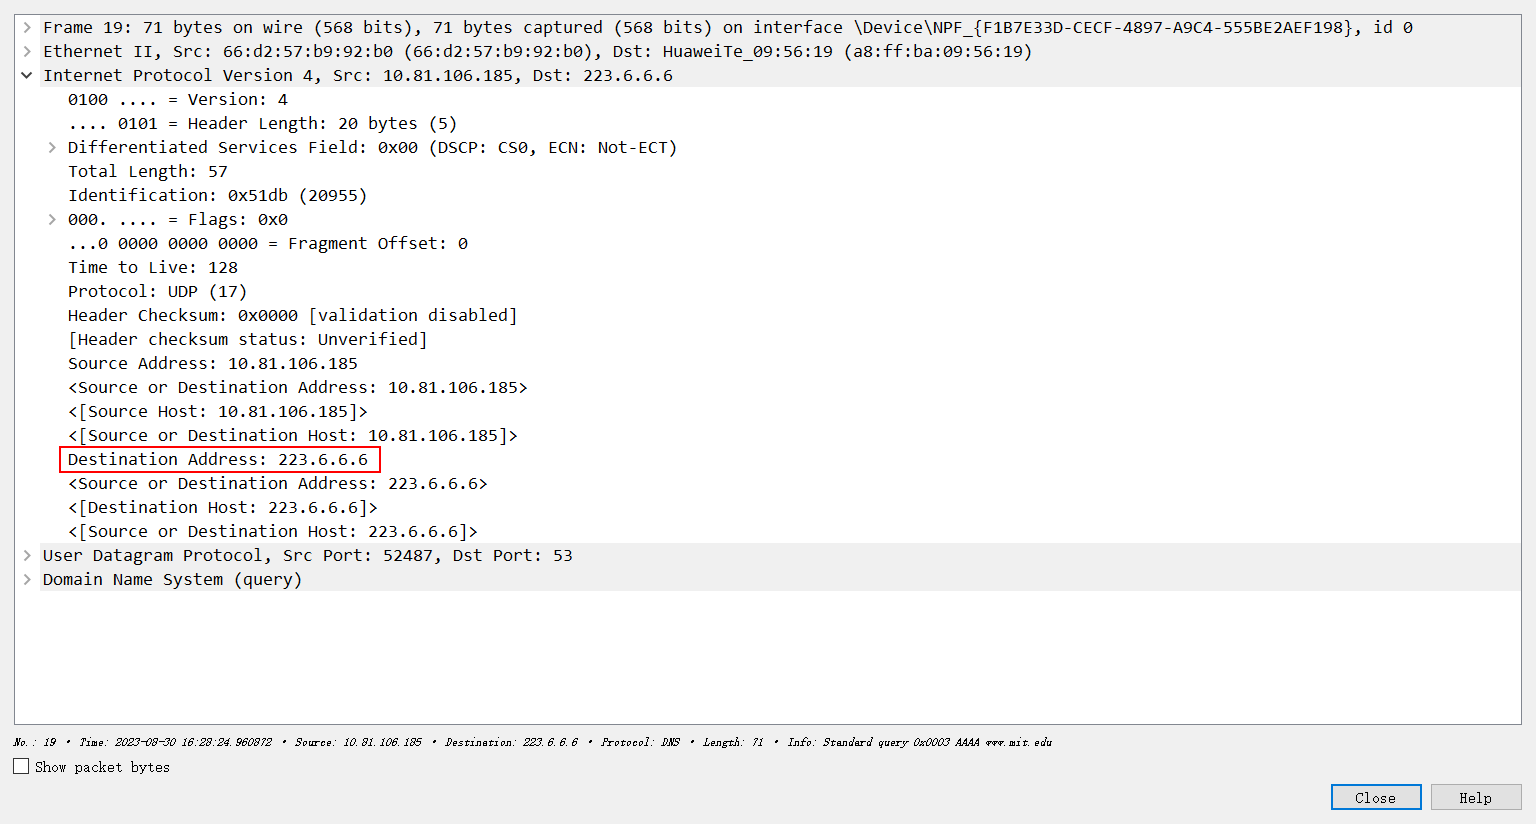 Frame 19: 71 bytes on wire (568 bits), 71 bytes captured (568 bits) on interface \Device\NPF_{F1B7E33D-CECF-4897-A9C4-555BE2AEF198}, id 0
Ethernet II, Src: 66:d2:57:b9:92:b0 (66:d2:57:b9:92:b0), Dst: HuaweiTe_09:56:19 (a8:ff:ba:09:56:19)
Internet Protocol Version 4, Src: 10.81.106.185, Dst: 223.6.6.6
0100 .... = Version: 4
.... 0101 = Header Length: 20 bytes (5)
Differentiated Services Field: 0x00 (DSCP: CS0, ECN: Not-ECT)
Total Length: 57
Identification: 0x51db (20955)
000. .... = Flags: 0x0
...0 0000 0000 0000 = Fragment Offset: 0
Time to Live: 128
Protocol: UDP (17)
Header Checksum: 0x0000 [validation disabled]
[Header checksum status: Unverified]
Source Address: 10.81.106.185
<Source or Destination Address: 10.81.106.185>
<[Source Host: 10.81.106.185]>
<[Source or Destination Host: 10.81.106.185]>
Destination Address: 223.6.6.6
<Source or Destination Address: 223.6.6.6>
<[Destination Host: 223.6.6.6]>
<[Source or Destination Host: 223.6.6.6]>
User Datagram Protocol, Src Port: 52487, Dst Port: 53
Domain Name System (query)
No.: 19 · Time: 2023-08-30 16:28:24.960872 · Source: 10.81.106.185 · Destination: 223.6.6.6 · Protocol: DNS · Length: 71 · Info: Standard query 0x0003 AAAA www.mit.edu
Show packet bytes
Close
Help